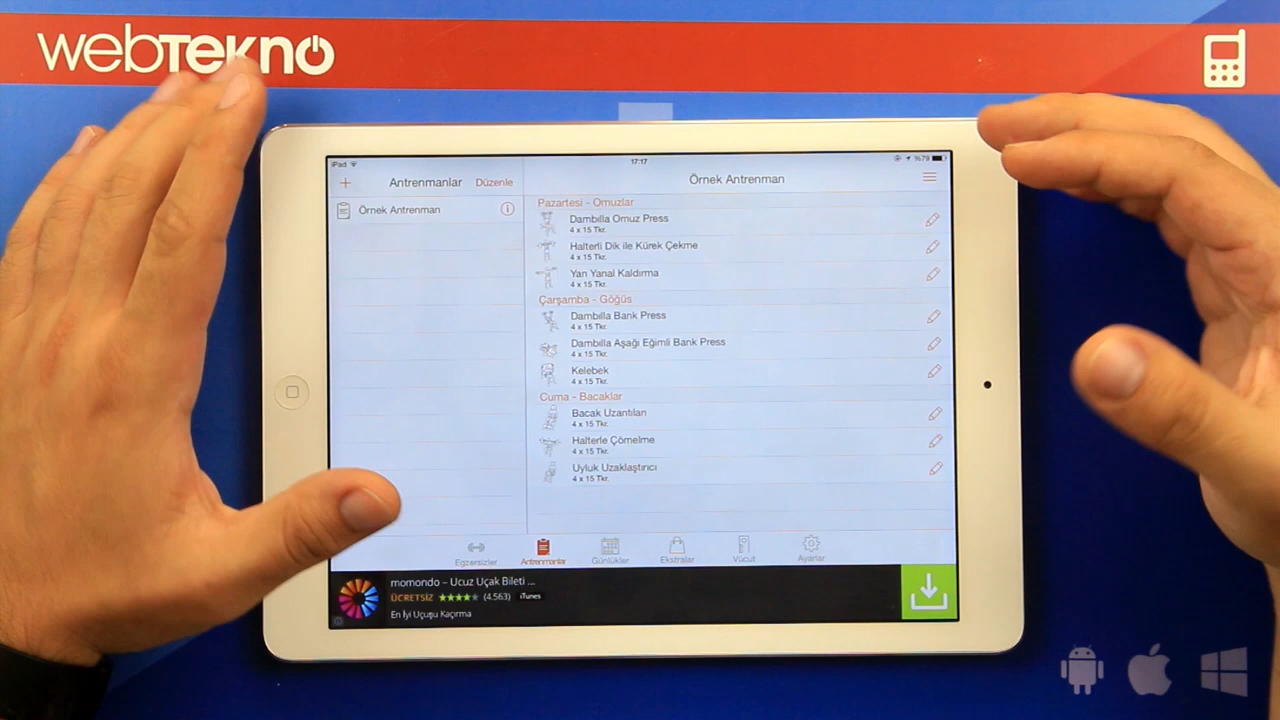 webTEKNO
iPad 17:17 %79
Antrenmanlar Düzenle
Örnek Antrenman
Örnek Antrenman
Pazartesi - Omuzlar
Dambılla Omuz Press
4 x 15 Tkr.
Halterli Dik ile Kürek Çekme
4 x 15 Tkr.
Yan Yanal Kaldırma
4 x 15 Tkr.
Çarşamba - Göğüs
Dambılla Bank Press
4 x 15 Tkr.
Dambılla Aşağı Eğimli Bank Press
4 x 15 Tkr.
Kelebek
4 x 15 Tkr.
Cuma - Bacaklar
Bacak Uzantıları
4 x 15 Tkr.
Halterle Çömelme
4 x 15 Tkr.
Uyluk Uzaklaştırıcı
4 x 15 Tkr.
Egzersizler Antrenmanlar Günlükler Ekstralar Vücut Ayarlar
momondo – Ucuz Uçak Bileti ...
ÜCRETSİZ (4.563) iTunes
En İyi Uçuşu Kaçırma